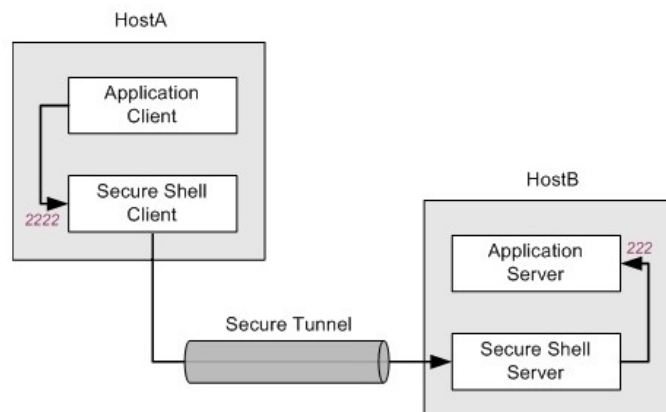 HostA
Application
Client
Secure Shell
Client
2222
HostB
Application
Server
222
Secure Tunnel
Secure Shell
Server